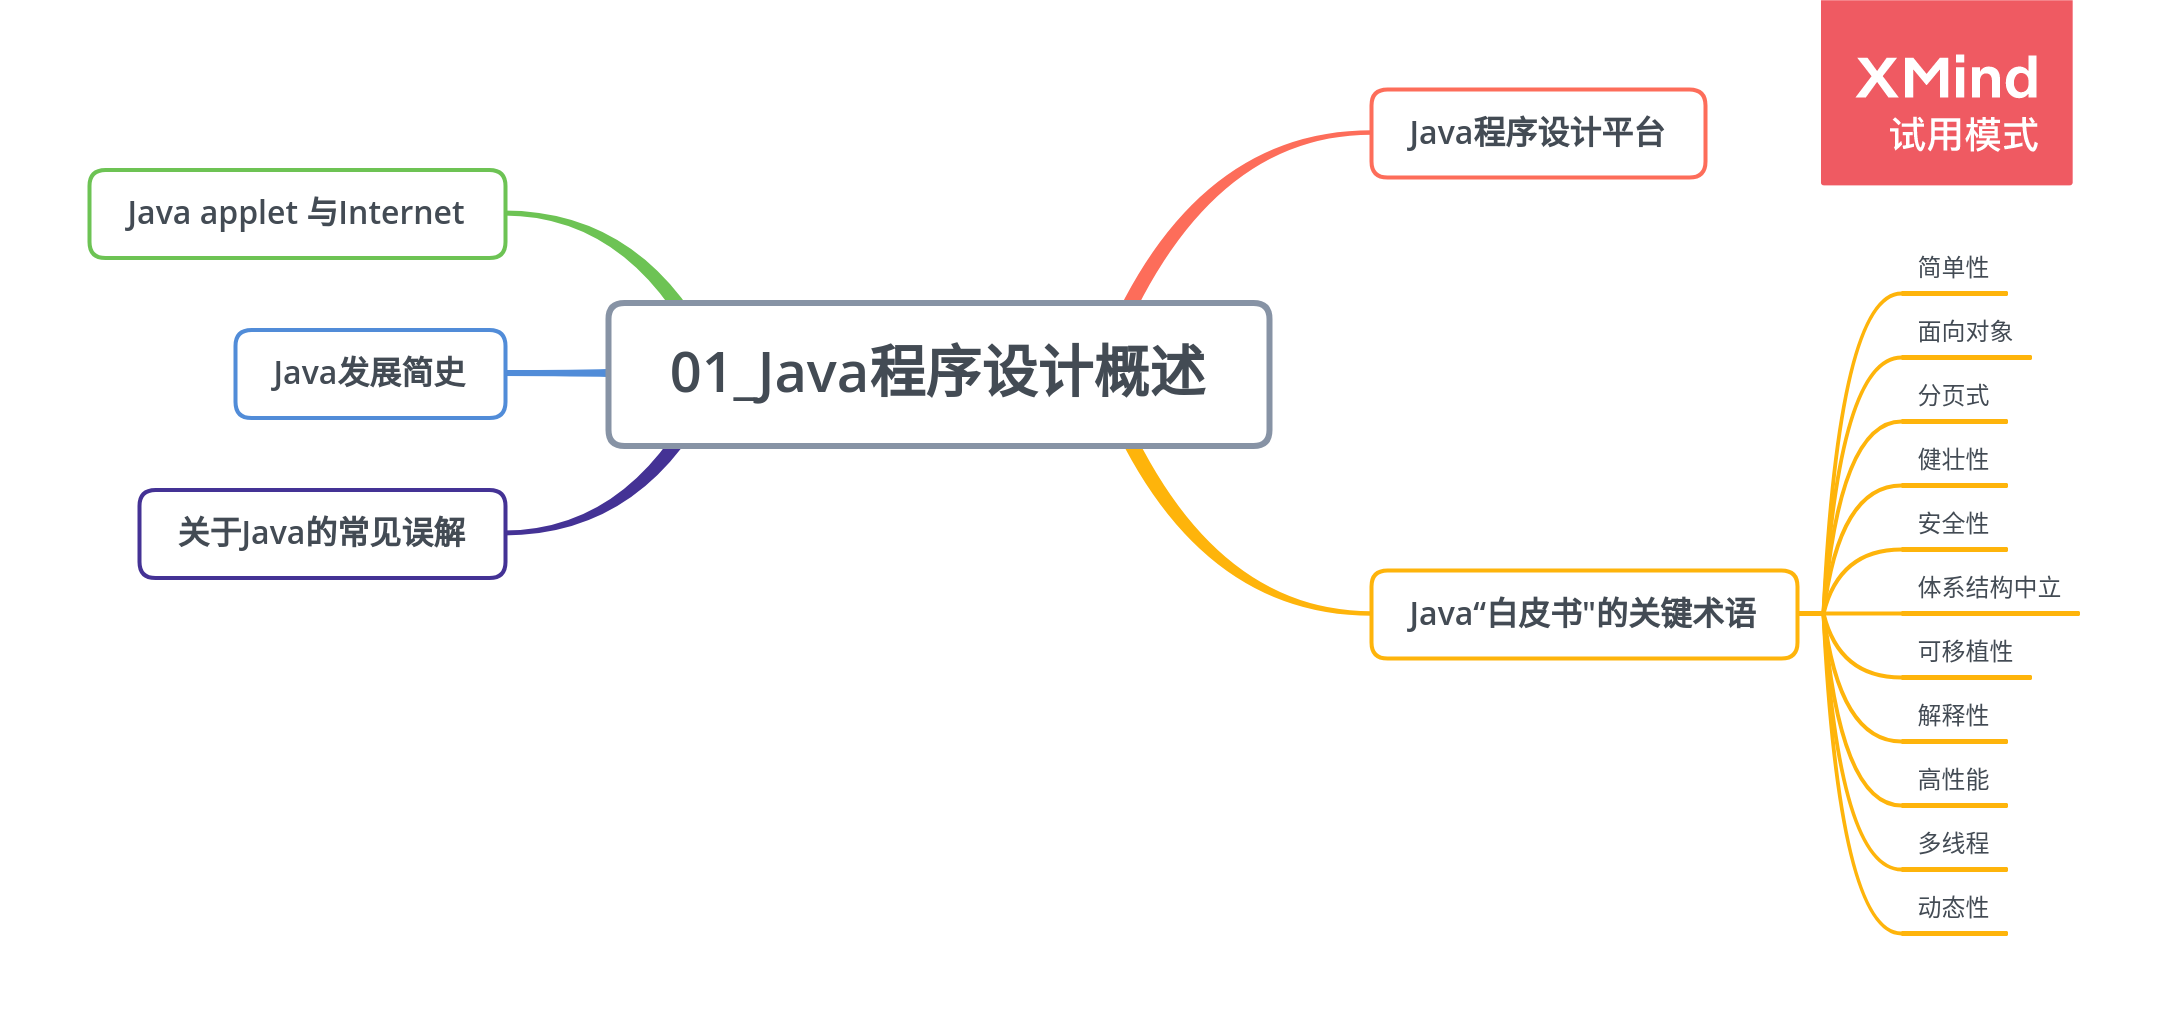 XMind
试用模式
Java程序设计平台
Java applet 与Internet
Java发展简史
关于Java的常见误解
01_Java程序设计概述
Java“白皮书"的关键术语
简单性
面向对象
分页式
健壮性
安全性
体系结构中立
可移植性
解释性
高性能
多线程
动态性